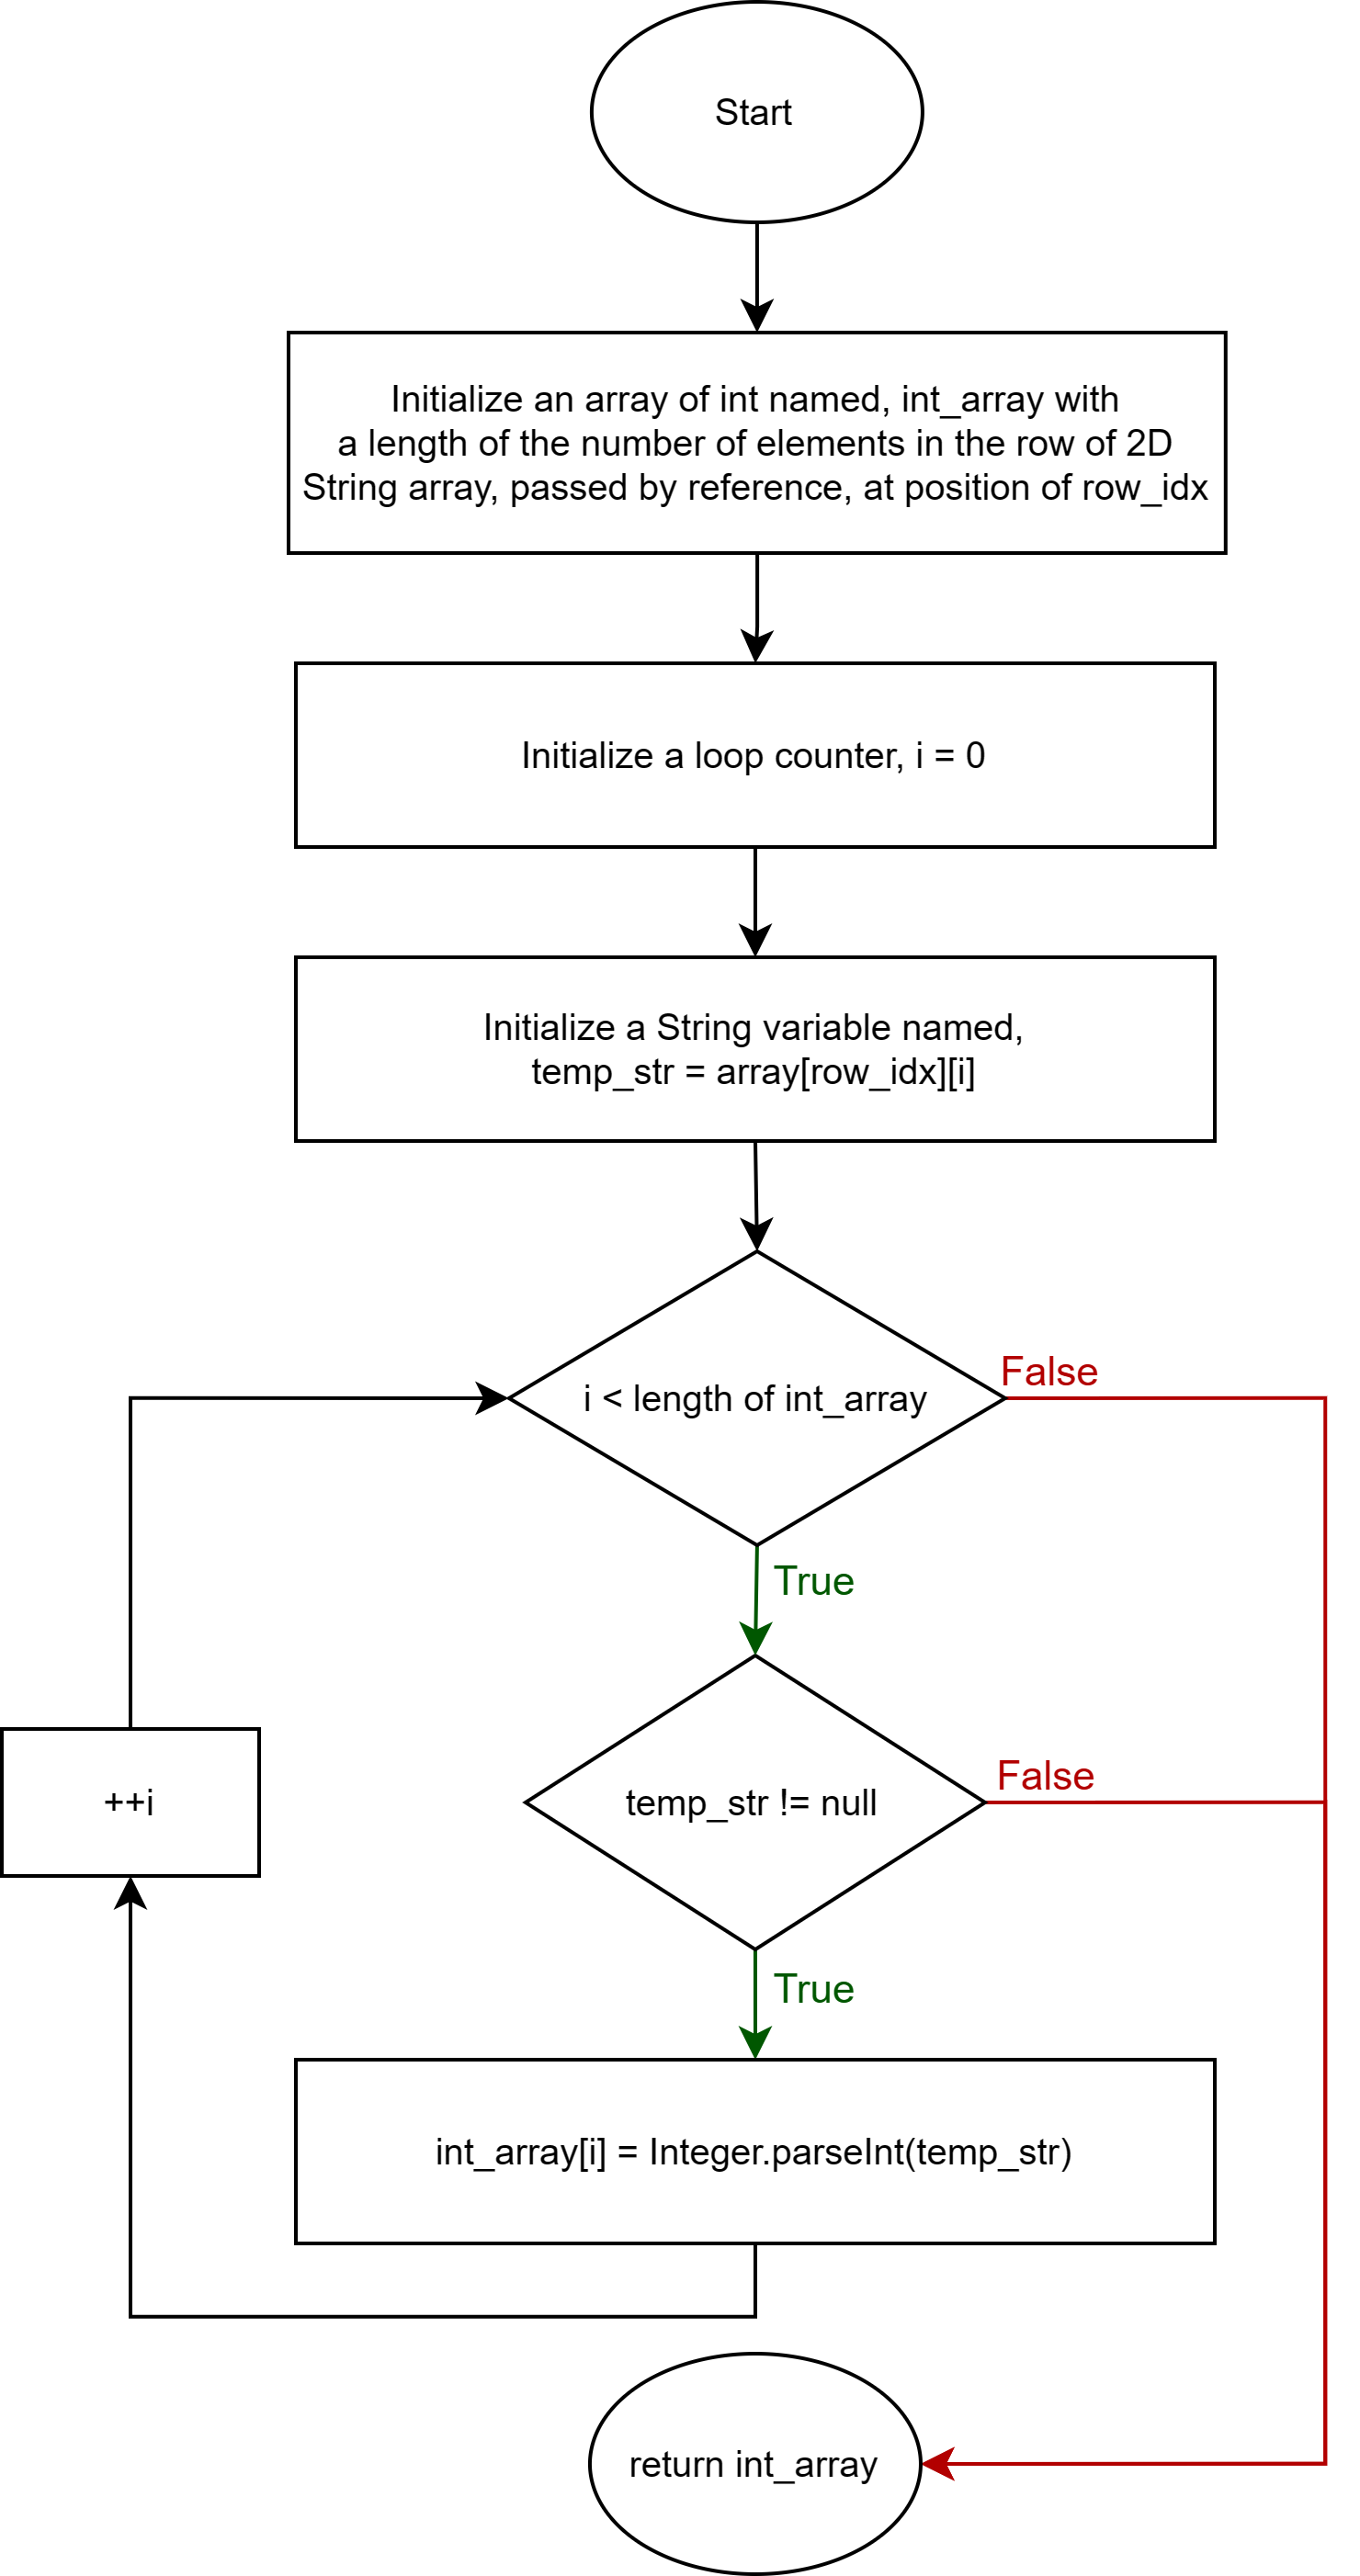 Start
Initialize an array of int named, int_array with
a length of the number of elements in the row of 2D
String array, passed by reference, at position of row_idx
Initialize a loop counter, i = 0
Initialize a String variable named,
temp_str = array[row_idx][i]
i < length of int_array
False
True
temp_str != null
False
++i
True
int_array[i] = Integer.parseInt(temp_str)
return int_array